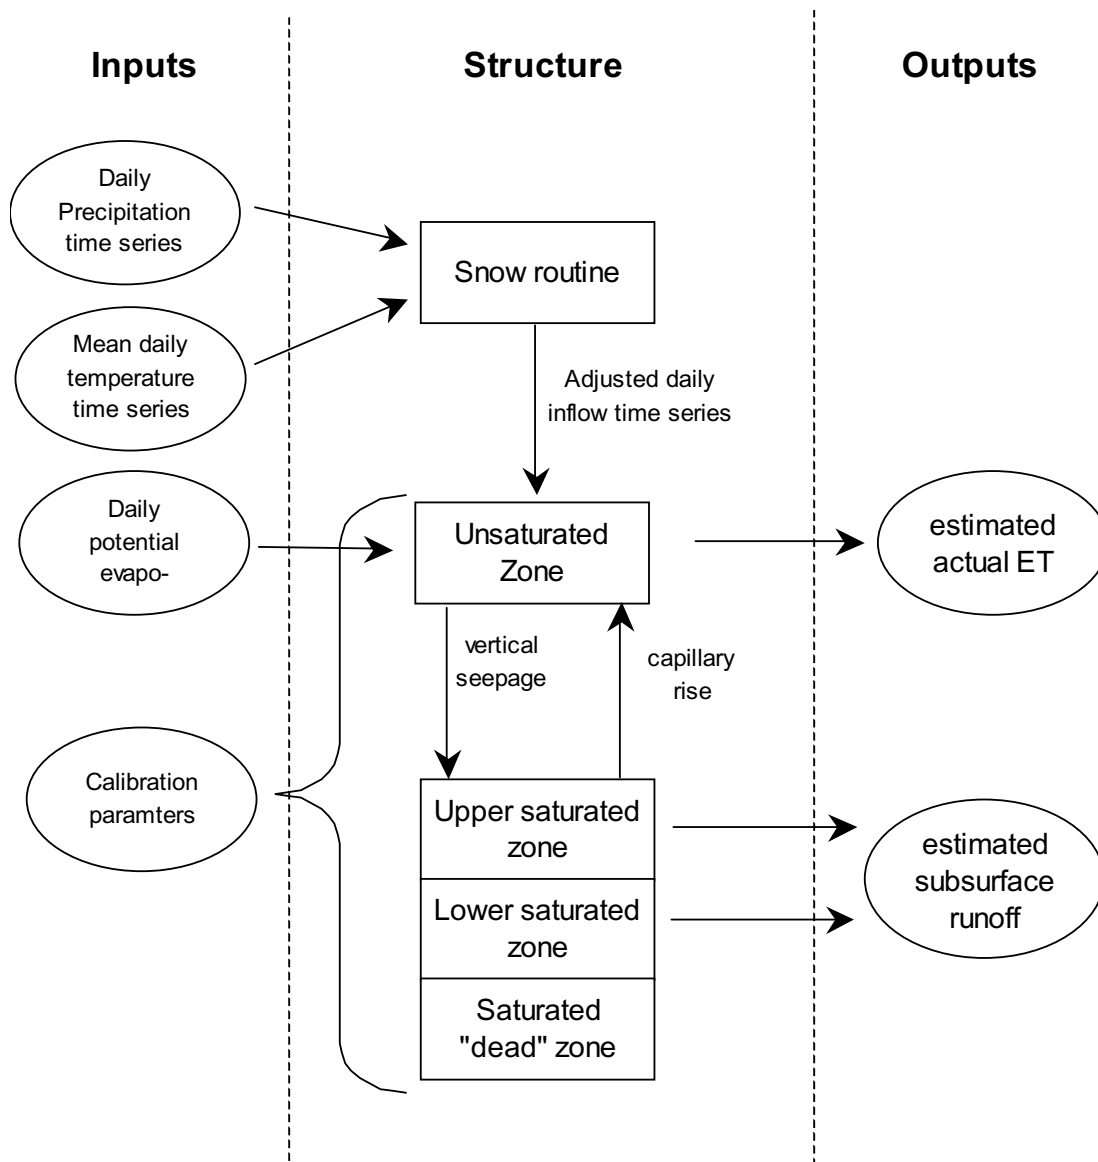 Inputs
Structure
Outputs
Daily
Precipitation
time series
Snow routine
Mean daily
temperature
time series
Adjusted daily
inflow time series
Daily
potential
evapo-
Unsaturated
Zone
estimated
actual ET
vertical
seepage
capillary
rise
Calibration
paramters
Upper saturated
zone
Lower saturated
zone
Saturated
"dead" zone
estimated
subsurface
runoff